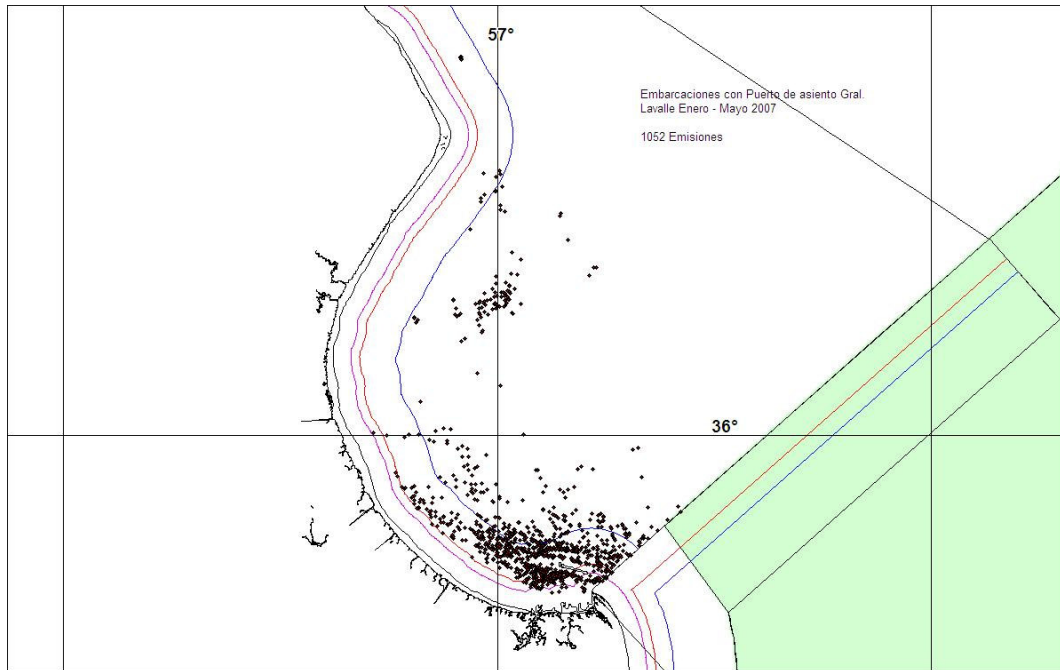 57°
Embarcaciones con Puerto de asiento Gral.
Lavalle Enero - Mayo 2007
1052 Emisiones
36°